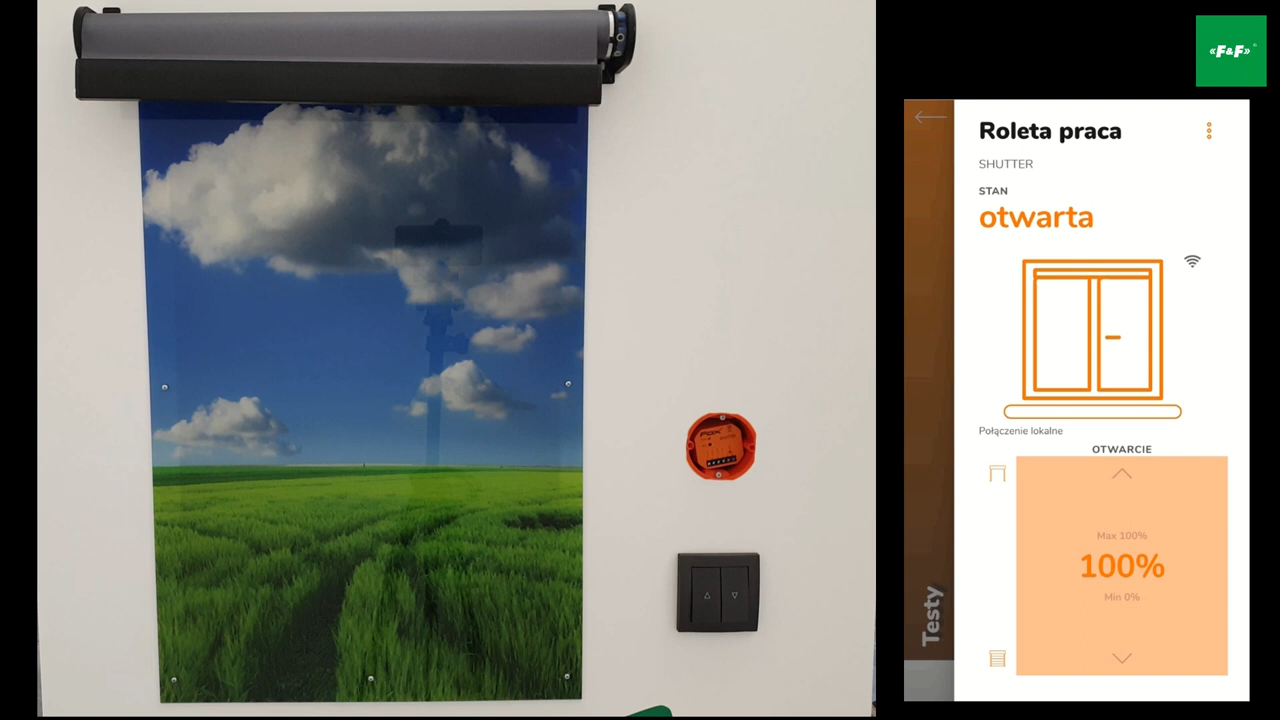 «F&F»
Roleta praca
SHUTTER
STAN
otwarta
Połączenie lokalne
OTWARCIE
Max 100%
100%
Min 0%
Testy